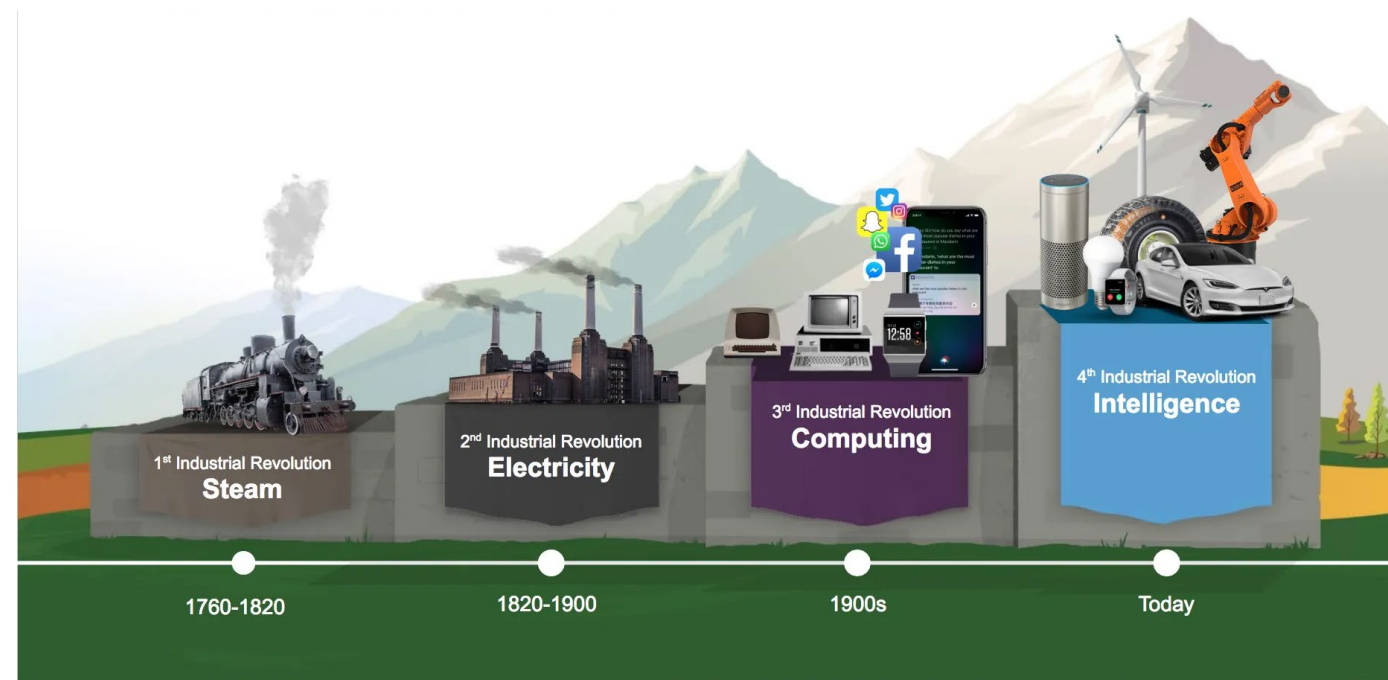 1st Industrial Revolution
Steam
2nd Industrial Revolution
Electricity
3rd Industrial Revolution
Computing
4th Industrial Revolution
Intelligence
12:58
1760-1820
1820-1900
1900s
Today